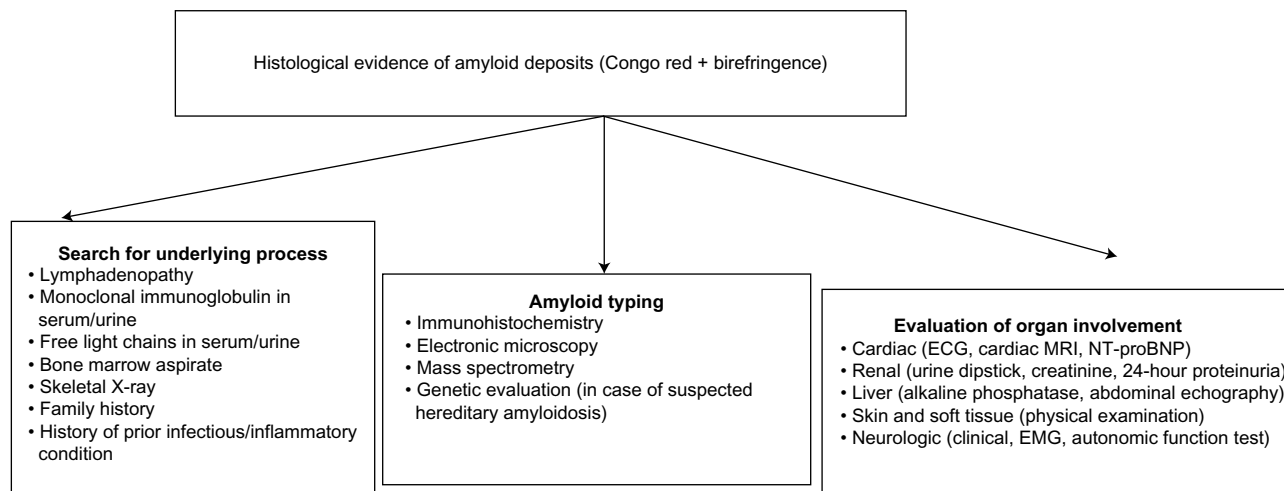 Histological evidence of amyloid deposits (Congo red + birefringence)
Search for underlying process
• Lymphadenopathy
• Monoclonal immunoglobulin in
serum/urine
• Free light chains in serum/urine
• Bone marrow aspirate
• Skeletal X-ray
• Family history
• History of prior infectious/inflammatory
condition
Amyloid typing
• Immunohistochemistry
• Electronic microscopy
• Mass spectrometry
• Genetic evaluation (in case of suspected
hereditary amyloidosis)
Evaluation of organ involvement
• Cardiac (ECG, cardiac MRI, NT-proBNP)
• Renal (urine dipstick, creatinine, 24-hour proteinuria)
• Liver (alkaline phosphatase, abdominal echography)
• Skin and soft tissue (physical examination)
• Neurologic (clinical, EMG, autonomic function test)